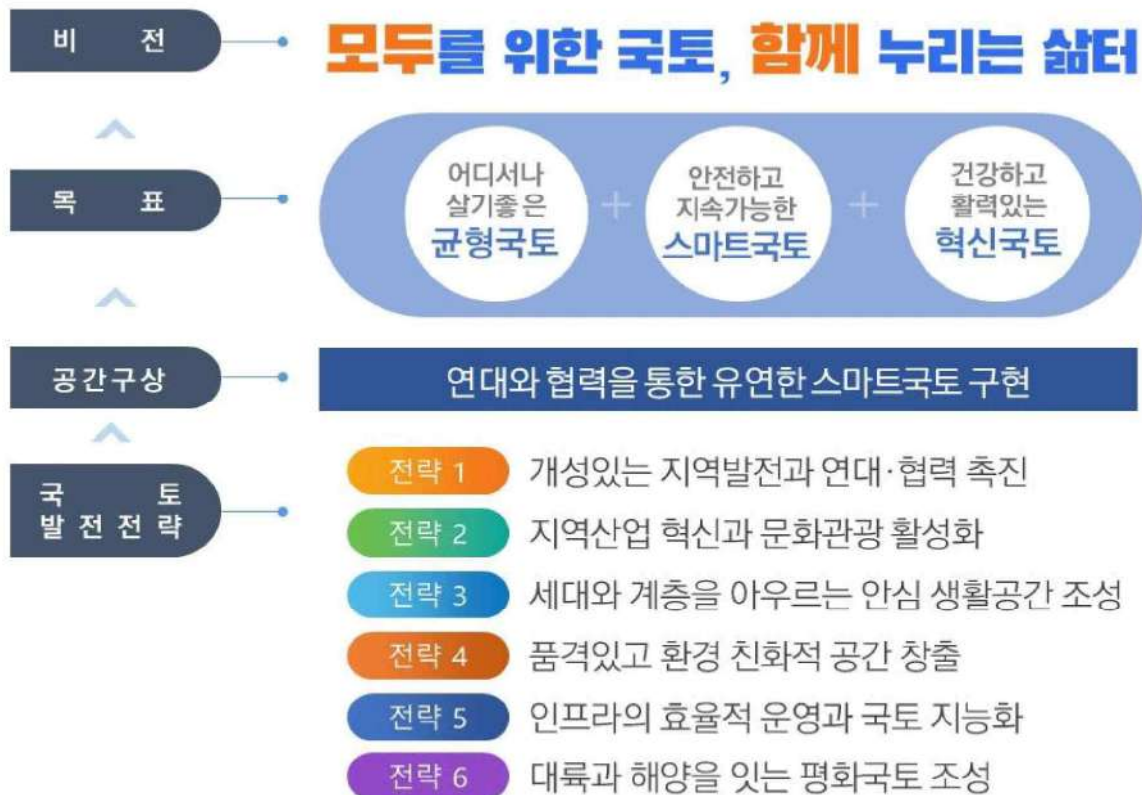 비 전
모두를 위한 국토, 함께 누리는 삶터
목 표
어디서나
살기좋은
균형국토
+
안전하고
지속가능한
스마트국토
+
건강하고
활력있는
혁신국토
공간구상
연대와 협력을 통한 유연한 스마트국토 구현
국 토
발전전략
전략 1 개성있는 지역발전과 연대·협력 촉진
전략 2 지역산업 혁신과 문화관광 활성화
전략 3 세대와 계층을 아우르는 안심 생활공간 조성
전략 4 품격있고 환경 친화적 공간 창출
전략 5 인프라의 효율적 운영과 국토 지능화
전략 6 대륙과 해양을 잇는 평화국토 조성